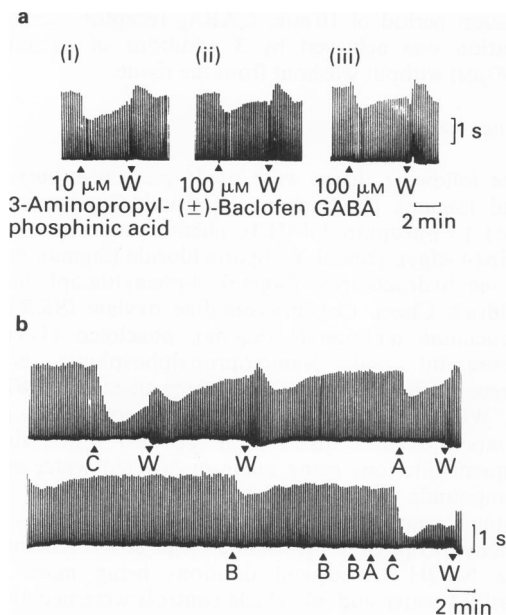 a
(i) (ii) (iii)
1 s
10 μM W 100 μM W 100 μM W
3-Aminopropyl- (±)-Baclofen GABA
phosphinic acid
2 min
b
C W W A W
1 s
B B B A C W
2 min